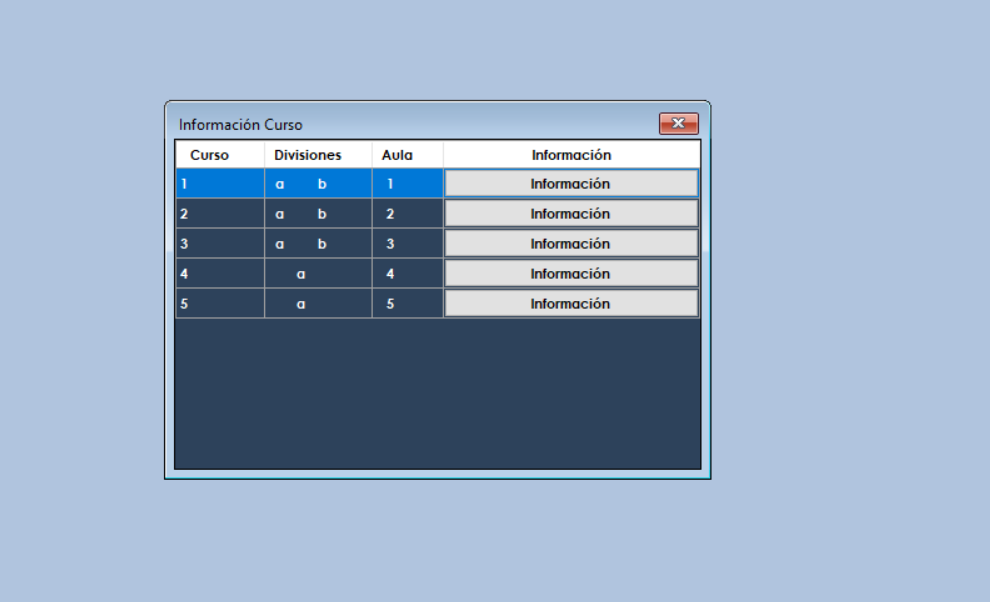 Información Curso
Curso Divisiones Aula Información
1 a b 1 Información
2 a b 2 Información
3 a b 3 Información
4 a 4 Información
5 a 5 Información